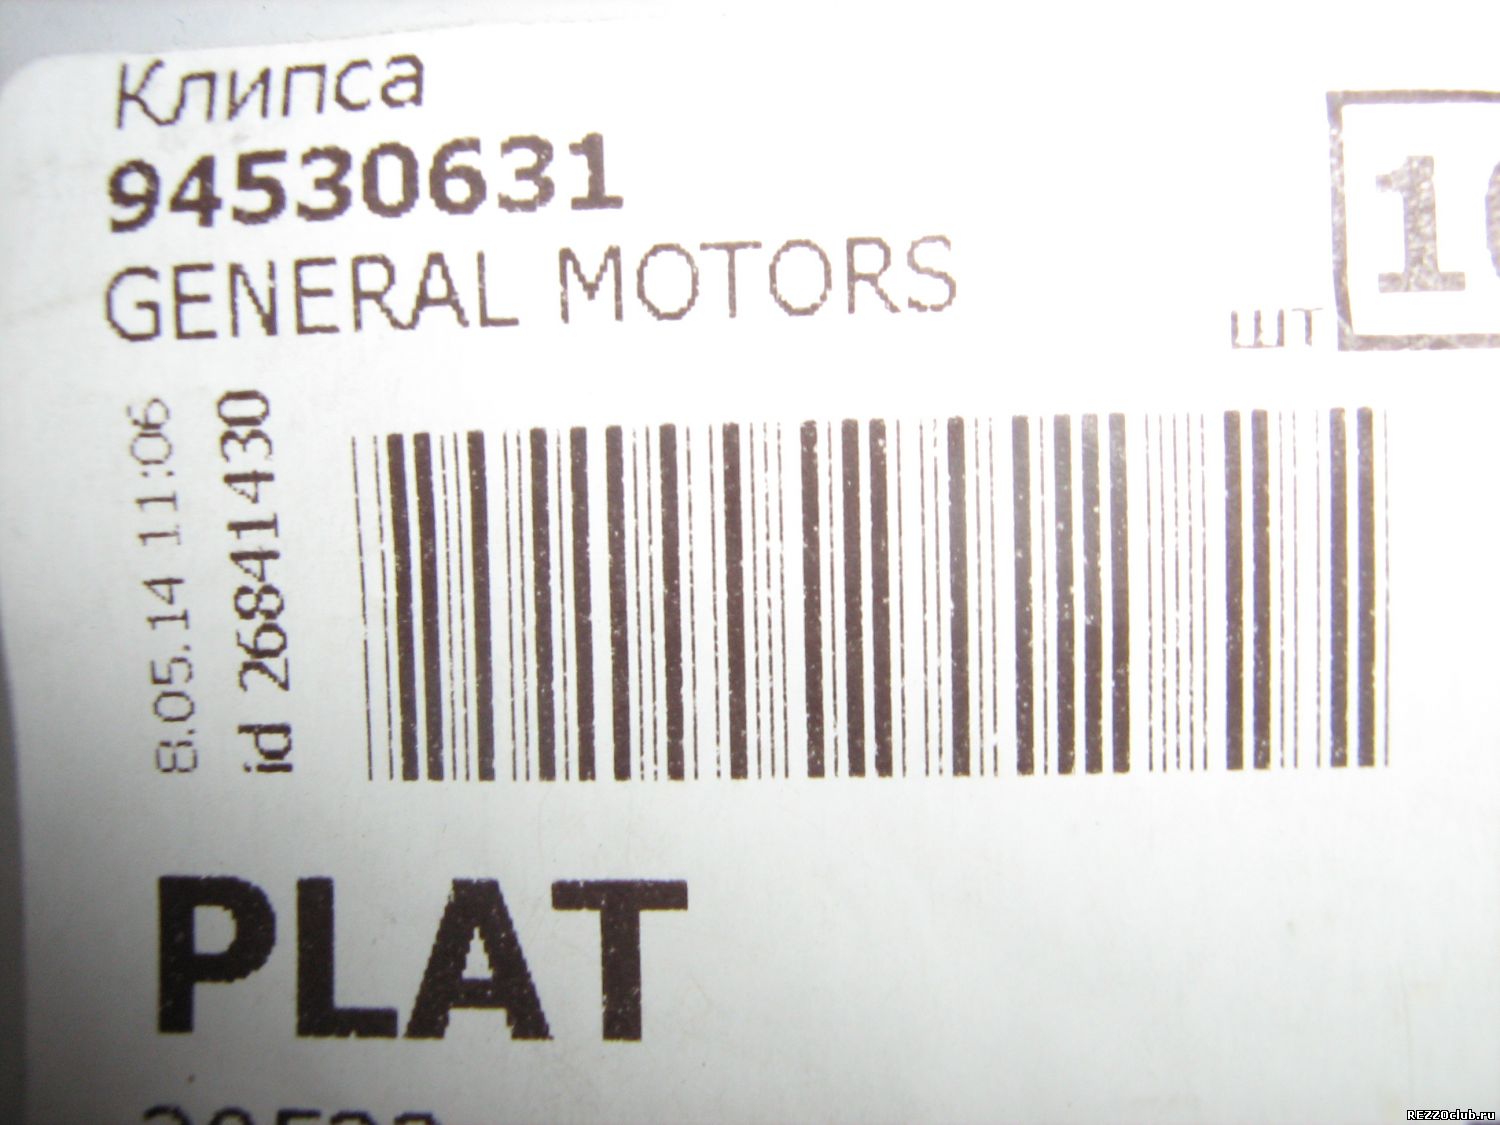 Клипса
94530631
GENERAL MOTORS
шт
8.05.14 11:06
id 26841430
PLAT
REZZOclub.ru